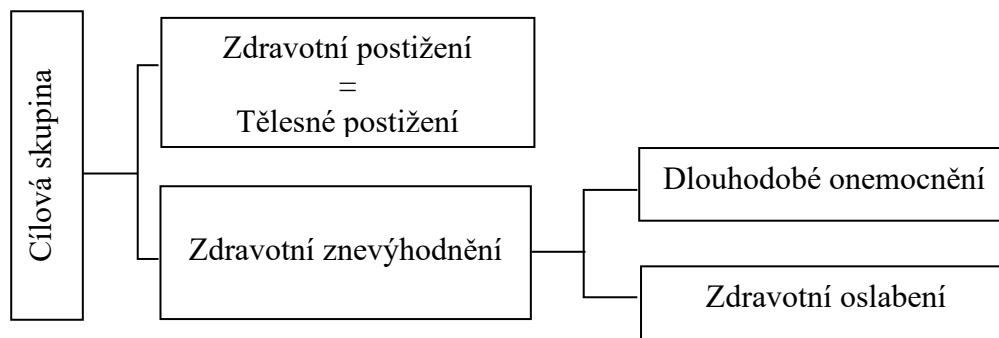 Cílová skupina
Zdravotní postižení
=
Tělesné postižení
Zdravotní znevýhodnění
Dlouhodobé onemocnění
Zdravotní oslabení